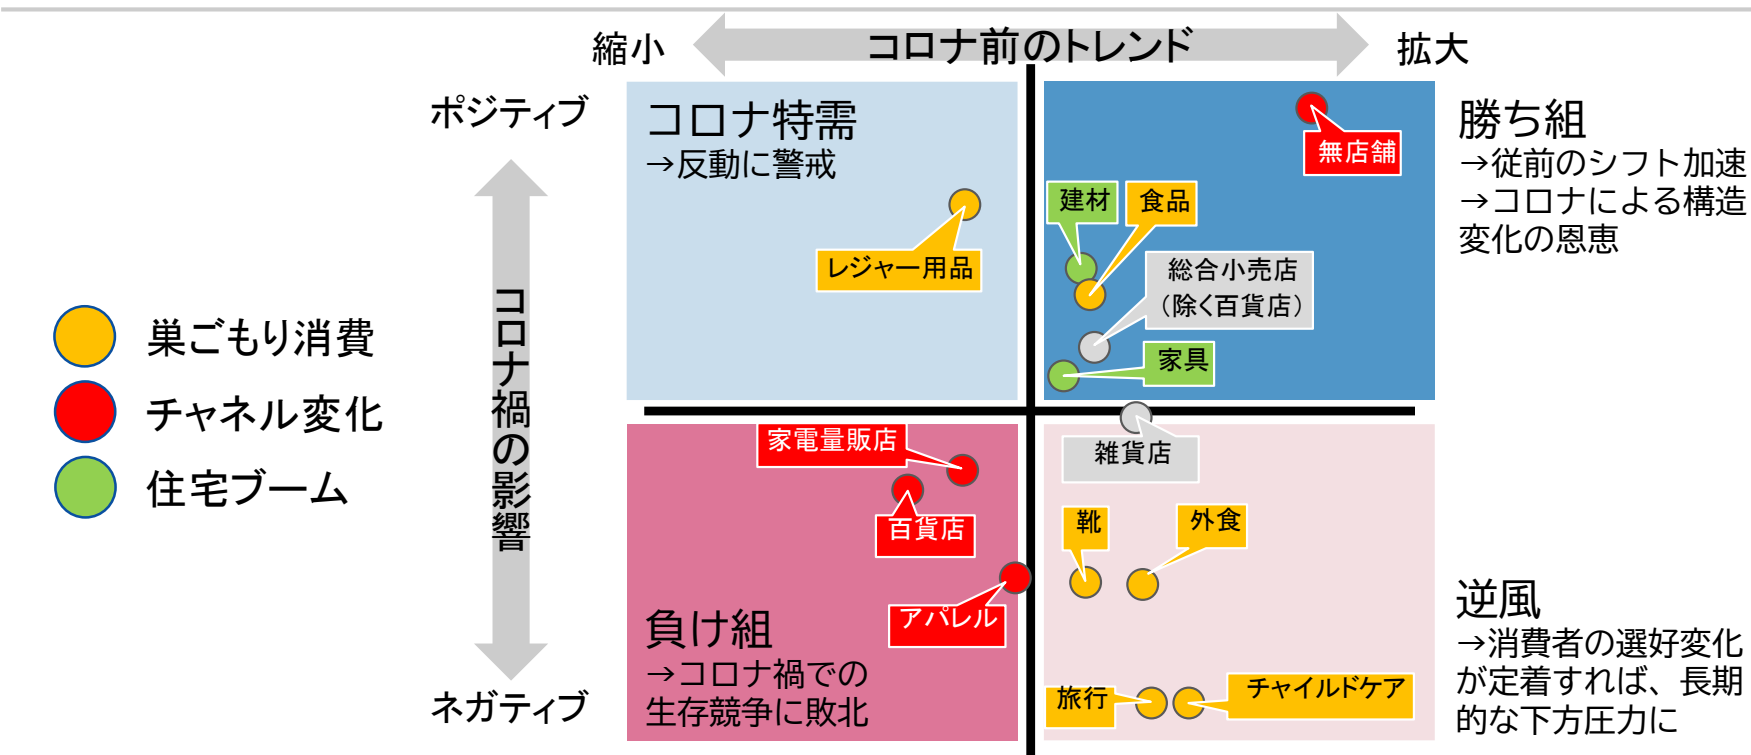 縮小
コロナ前のトレンド
拡大
ポジティブ
コロナ禍の影響
ネガティブ
巣ごもり消費
チャネル変化
住宅ブーム
コロナ特需
→反動に警戒
レジャー用品
無店舗
建材
食品
総合小売店
（除く百貨店）
家具
勝ち組
→従前のシフト加速
→コロナによる構造
変化の恩恵
家電量販店
百貨店
アパレル
負け組
→コロナ禍での
生存競争に敗北
雑貨店
靴
外食
旅行
チャイルドケア
逆風
→消費者の選好変化
が定着すれば、長期
的な下方圧力に